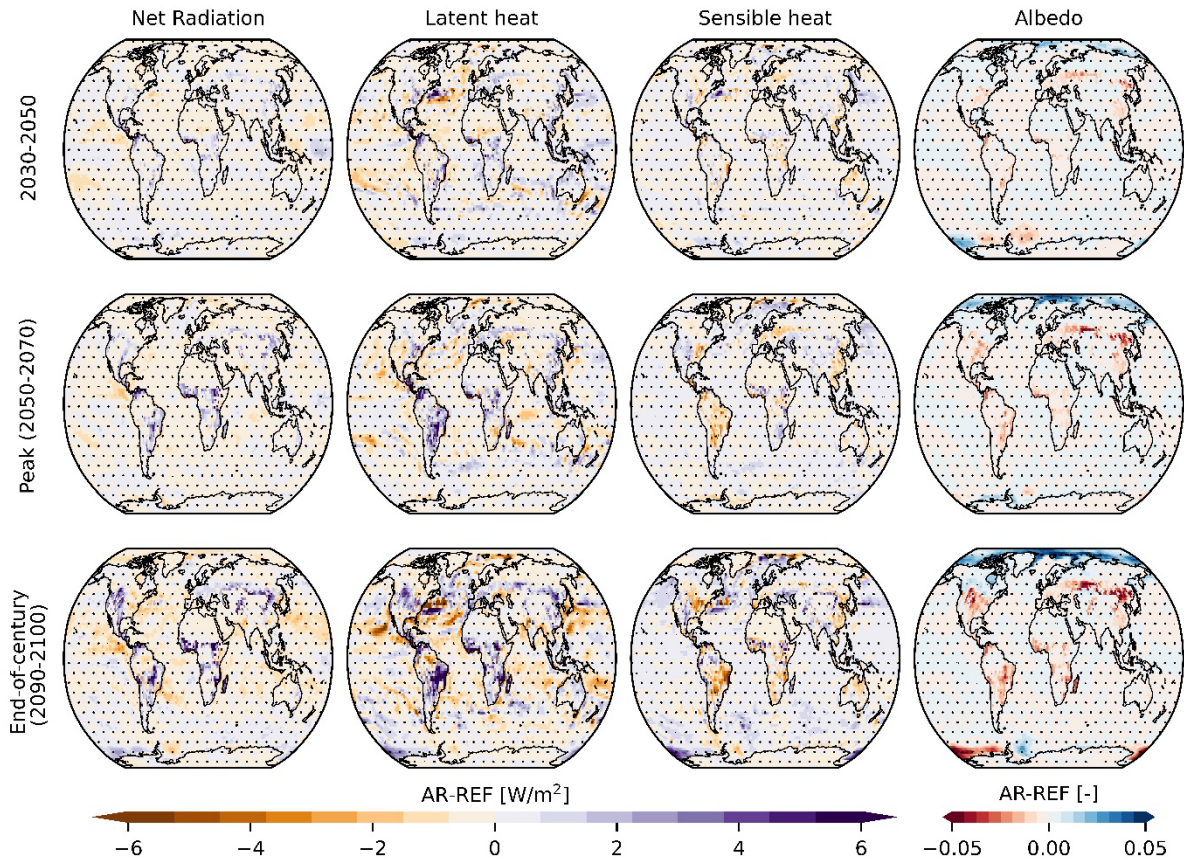 Net Radiation Latent heat Sensible heat Albedo
2030-2050
Peak (2050-2070)
End-of-century
(2090-2100)
AR-REF [W/m²] AR-REF [-]
−6 −4 −2 0 2 4 6 −0.05 0.00 0.05